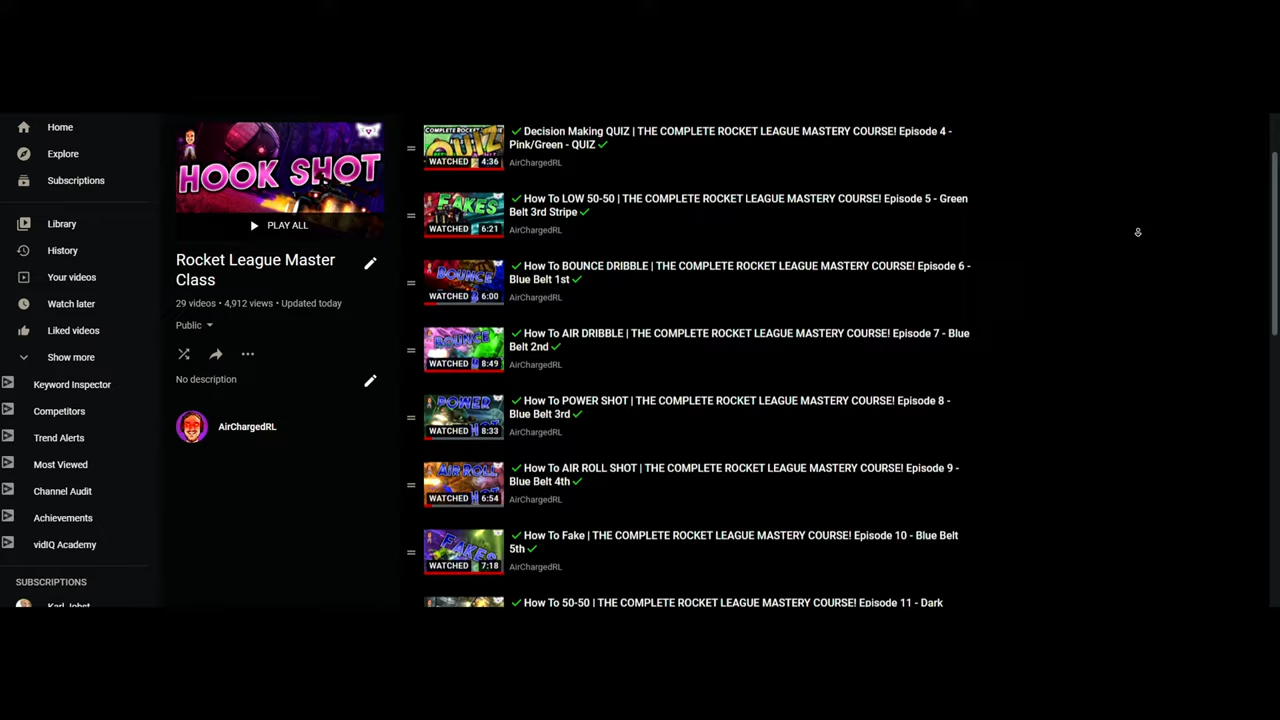 Home
Explore
Subscriptions
Library
History
Your videos
Watch later
Liked videos
Show more
Keyword Inspector
Competitors
Trend Alerts
Most Viewed
Channel Audit
Achievements
vidIQ Academy
SUBSCRIPTIONS
Karl Jobst
HOOK SHOT
PLAY ALL
Rocket League Master
Class
29 videos • 4,912 views • Updated today
Public
No description
AirChargedRL
QUIZ
WATCHED 4:36
Decision Making QUIZ | THE COMPLETE ROCKET LEAGUE MASTERY COURSE! Episode 4 -
Pink/Green - QUIZ
AirChargedRL
FAKES
WATCHED 6:21
How To LOW 50-50 | THE COMPLETE ROCKET LEAGUE MASTERY COURSE! Episode 5 - Green
Belt 3rd Stripe
AirChargedRL
BOUNCE
WATCHED 6:00
How To BOUNCE DRIBBLE | THE COMPLETE ROCKET LEAGUE MASTERY COURSE! Episode 6 -
Blue Belt 1st
AirChargedRL
BOUNCE
WATCHED 8:49
How To AIR DRIBBLE | THE COMPLETE ROCKET LEAGUE MASTERY COURSE! Episode 7 - Blue
Belt 2nd
AirChargedRL
POWER
WATCHED 8:33
How To POWER SHOT | THE COMPLETE ROCKET LEAGUE MASTERY COURSE! Episode 8 -
Blue Belt 3rd
AirChargedRL
AIR ROLL
WATCHED 6:54
How To AIR ROLL SHOT | THE COMPLETE ROCKET LEAGUE MASTERY COURSE! Episode 9 -
Blue Belt 4th
AirChargedRL
FAKES
WATCHED 7:18
How To Fake | THE COMPLETE ROCKET LEAGUE MASTERY COURSE! Episode 10 - Blue Belt
5th
AirChargedRL
How To 50-50 | THE COMPLETE ROCKET LEAGUE MASTERY COURSE! Episode 11 - Dark